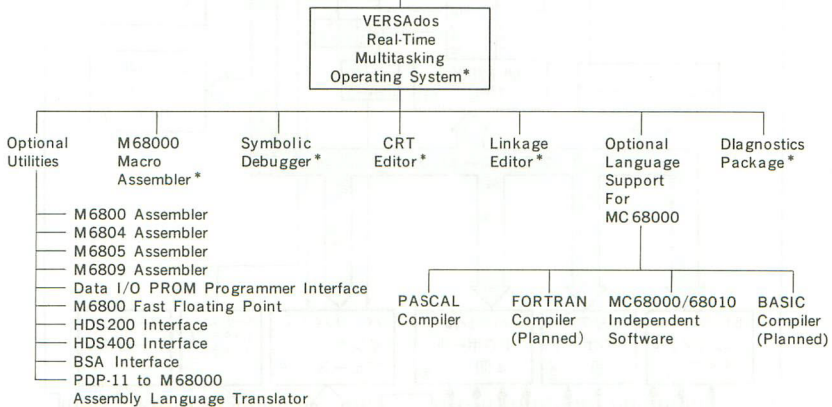 VERSAdos
Real-Time
Multitasking
Operating System*
Optional
Utilities
M68000
Macro
Assembler*
Symbolic
Debugger*
CRT
Editor*
Linkage
Editor*
Optional
Language
Support
For
MC68000
Diagnostics
Package*
M6800 Assembler
M6804 Assembler
M6805 Assembler
M6809 Assembler
Data I/O PROM Programmer Interface
M6800 Fast Floating Point
HDS200 Interface
HDS400 Interface
BSA Interface
PDP-11 to M68000
Assembly Language Translator
PASCAL
Compiler
FORTRAN
Compiler
(Planned)
MC68000/68010
Independent
Software
BASIC
Compiler
(Planned)